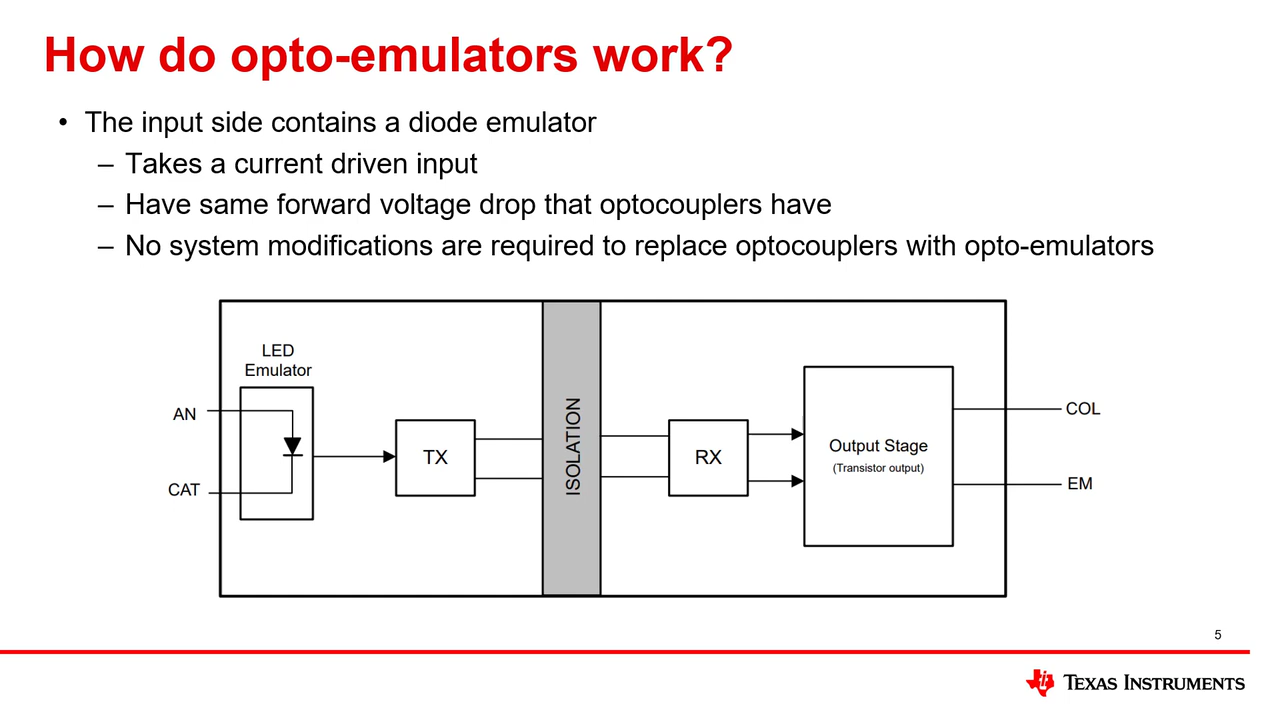 How do opto-emulators work?
• The input side contains a diode emulator
– Takes a current driven input
– Have same forward voltage drop that optocouplers have
– No system modifications are required to replace optocouplers with opto-emulators
LED
Emulator
AN
CAT
TX
ISOLATION
RX
Output Stage
(Transistor output)
COL
EM
5
TEXAS INSTRUMENTS